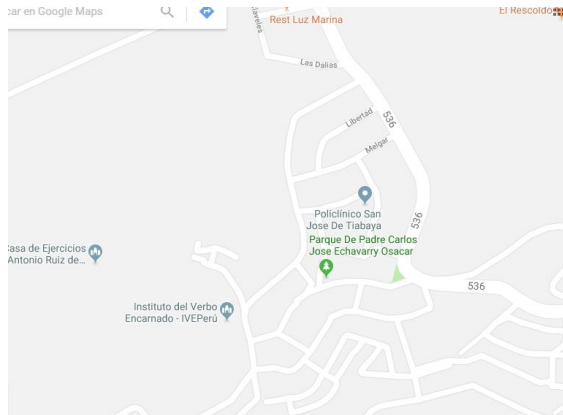 car en Google Maps
Rest Luz Marina
El Rescoldo
Claveles
Las Dalias
Libertad
536
Melgar
Policlínico San
Jose De Tiabaya
536
Parque De Padre Carlos
Jose Echavarry Osacar
Casa de Ejercicios
Antonio Ruiz de...
536
Instituto del Verbo
Encarnado - IVEPerú